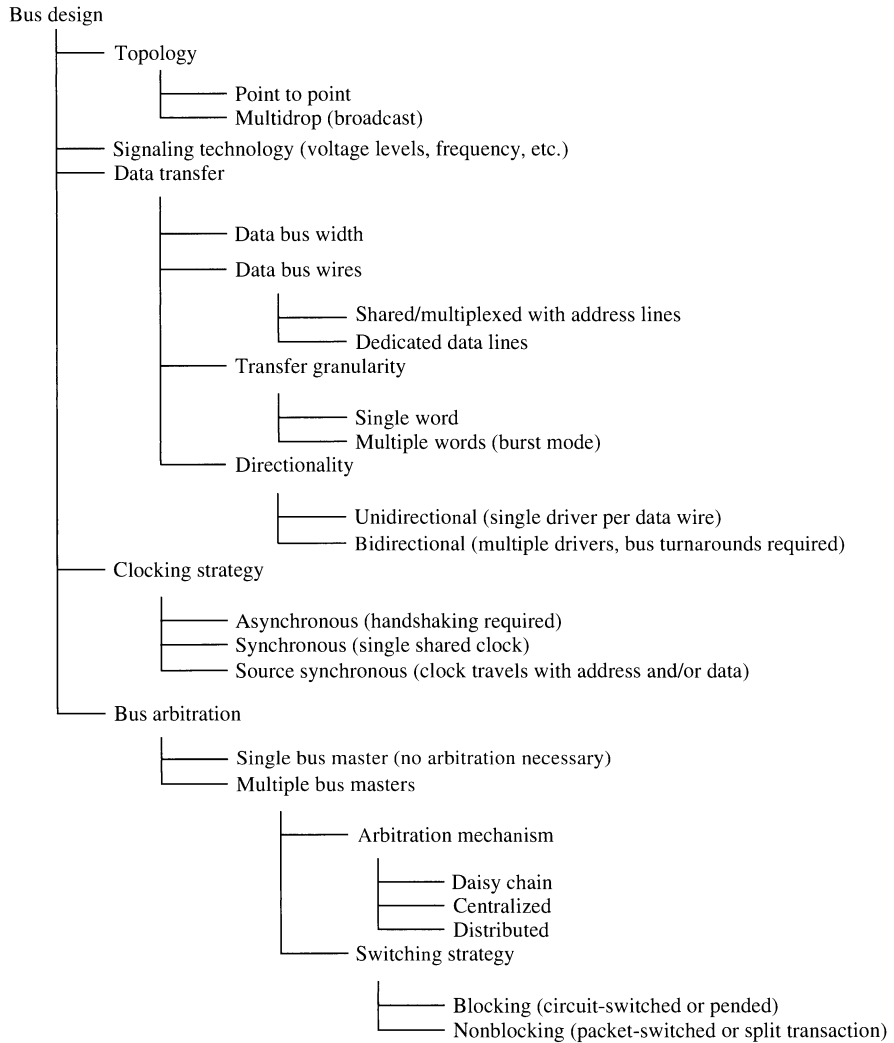 Bus design
Topology
Point to point
Multidrop (broadcast)
Signaling technology (voltage levels, frequency, etc.)
Data transfer
Data bus width
Data bus wires
Shared/multiplexed with address lines
Dedicated data lines
Transfer granularity
Single word
Multiple words (burst mode)
Directionality
Unidirectional (single driver per data wire)
Bidirectional (multiple drivers, bus turnarounds required)
Clocking strategy
Asynchronous (handshaking required)
Synchronous (single shared clock)
Source synchronous (clock travels with address and/or data)
Bus arbitration
Single bus master (no arbitration necessary)
Multiple bus masters
Arbitration mechanism
Daisy chain
Centralized
Distributed
Switching strategy
Blocking (circuit-switched or pended)
Nonblocking (packet-switched or split transaction)